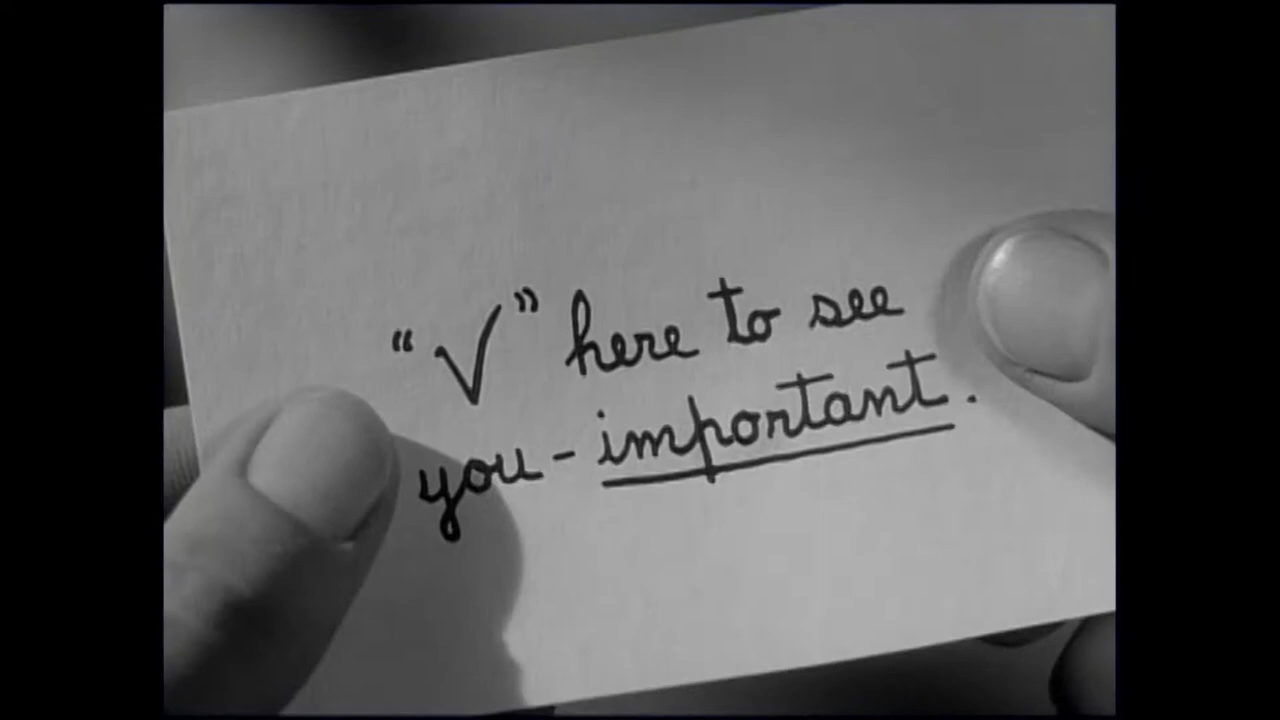 “√” here to see
you - important.